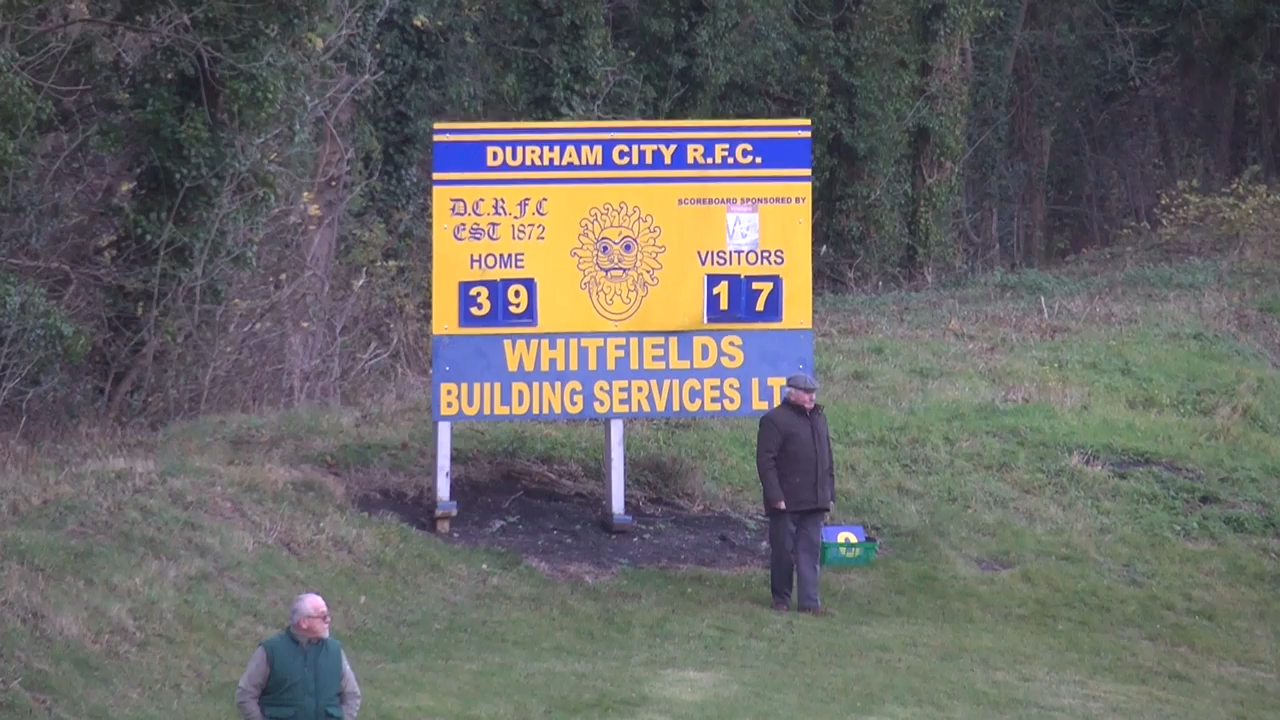 DURHAM CITY R.F.C.
D.C.R.F.C
EST 1872
SCOREBOARD SPONSORED BY
HOME
VISITORS
39
17
WHITFIELDS
BUILDING SERVICES LT